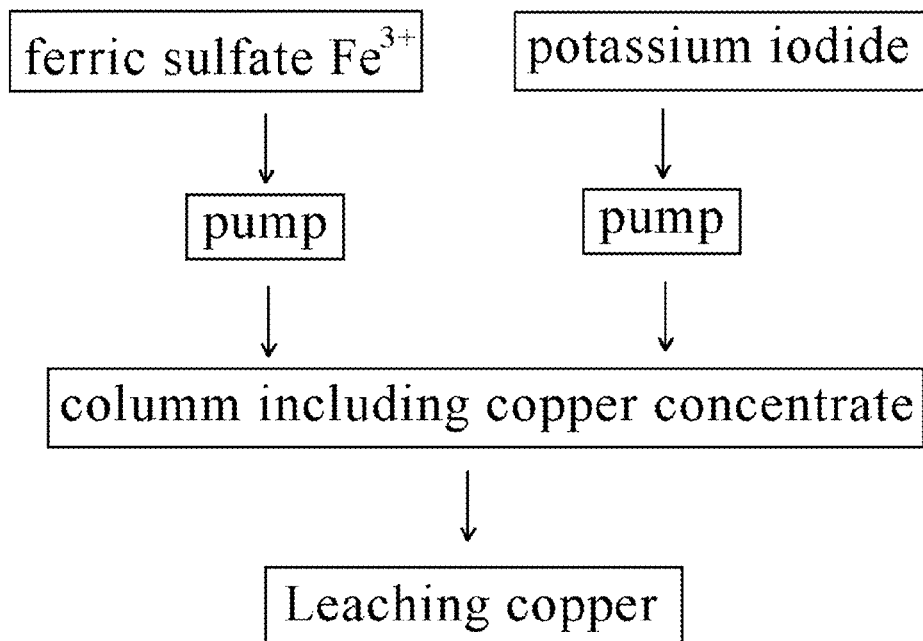 ferric sulfate Fe³⁺
potassium iodide
pump
pump
columm including copper concentrate
Leaching copper